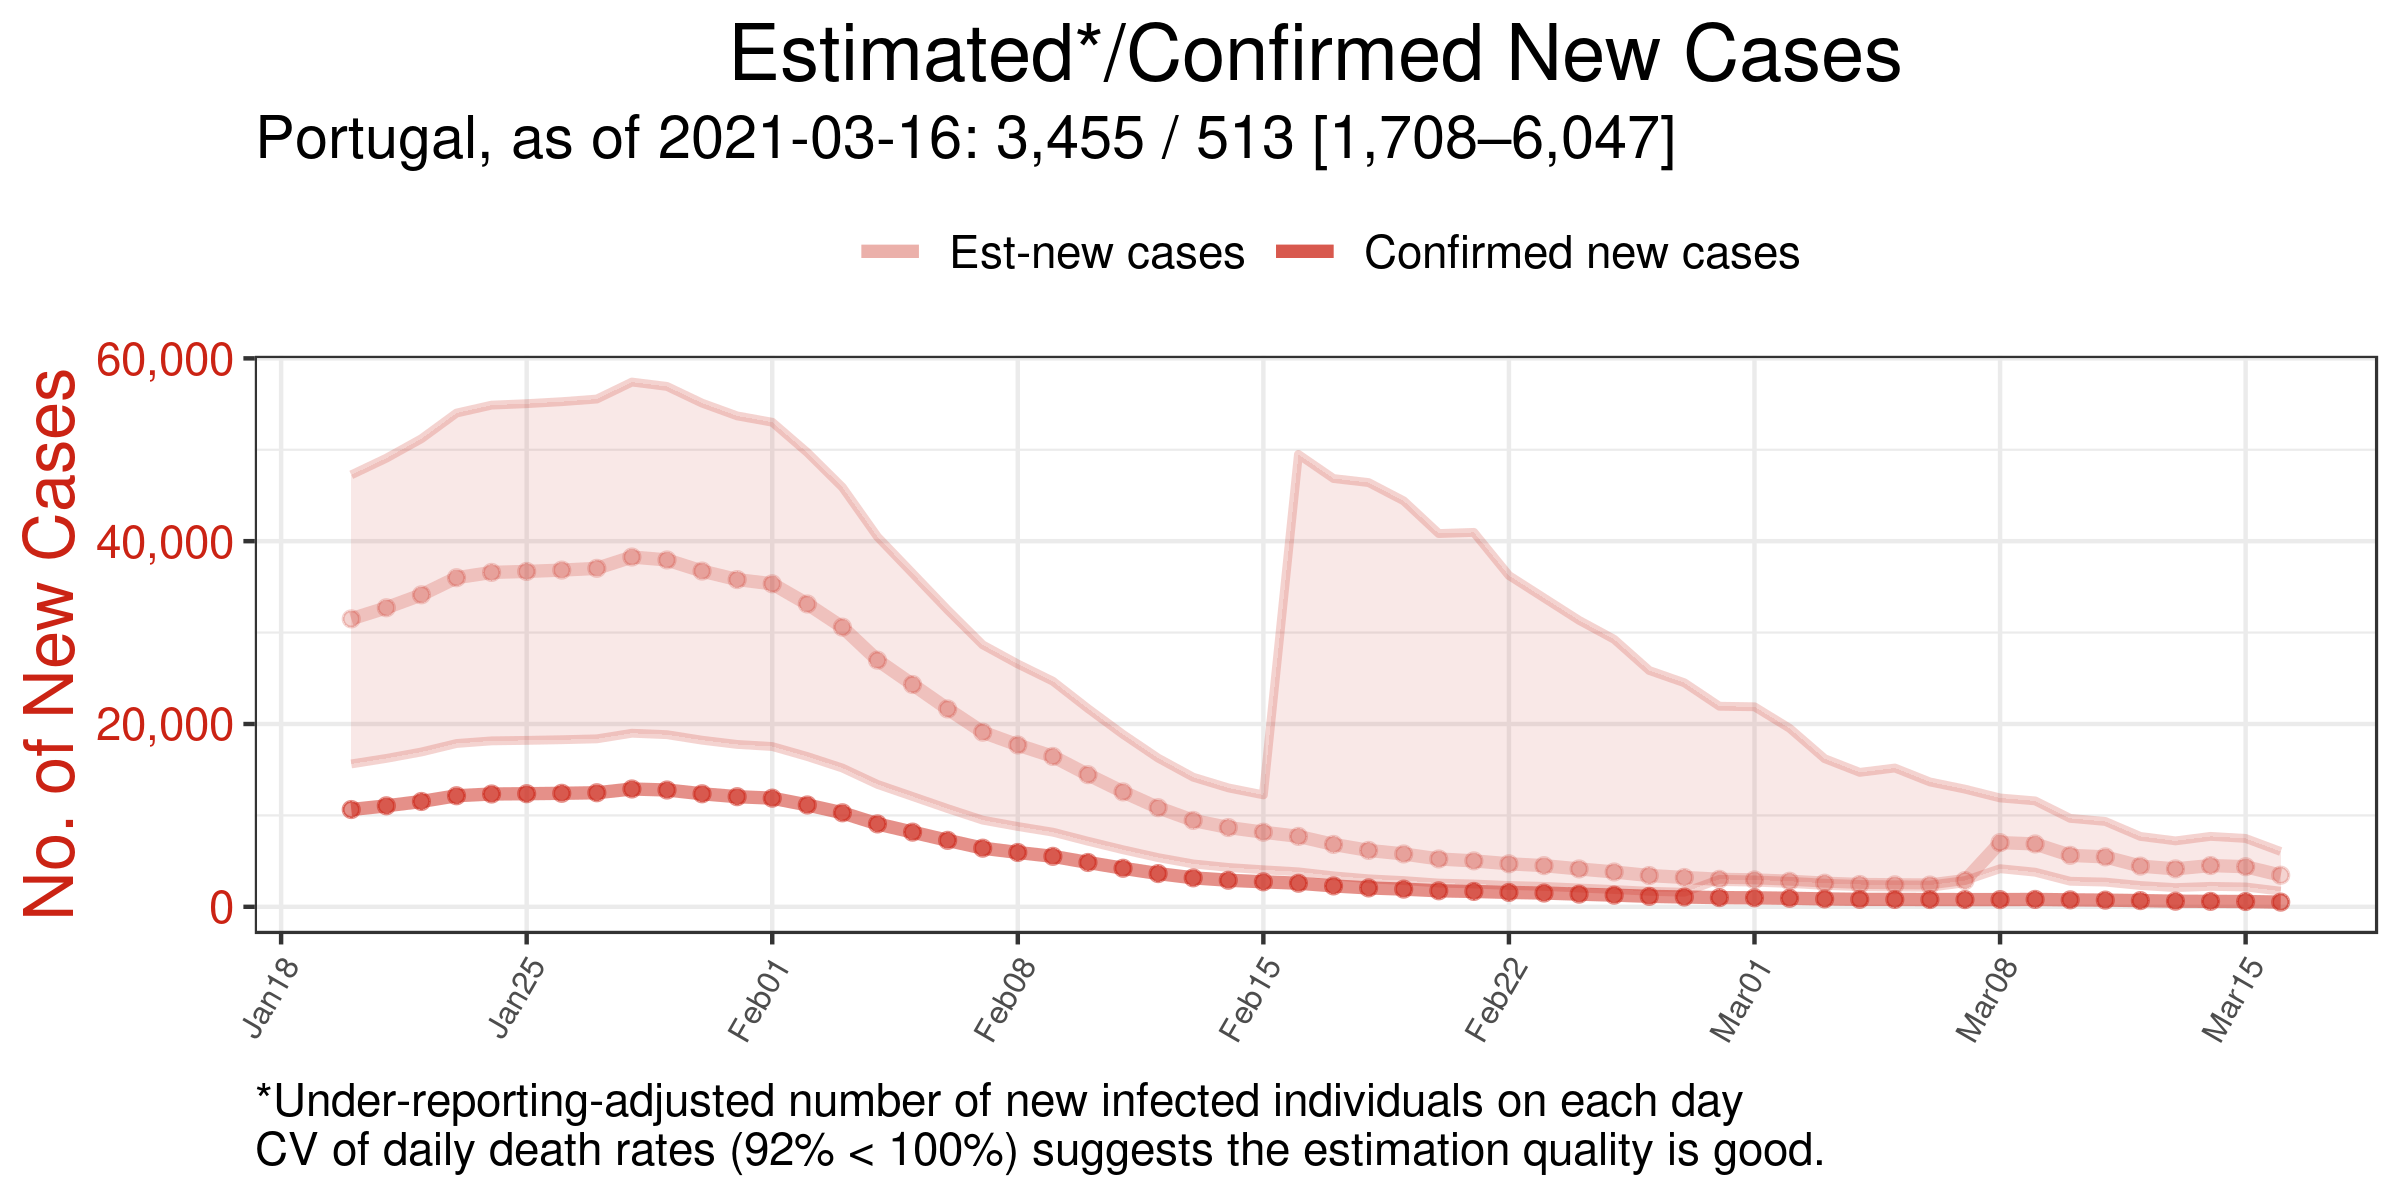 Estimated*/Confirmed New Cases
Portugal, as of 2021-03-16: 3,455 / 513 [1,708–6,047]
Est-new cases
Confirmed new cases
No. of New Cases
60,000
40,000
20,000
0
Jan18
Jan25
Feb01
Feb08
Feb15
Feb22
Mar01
Mar08
Mar15
*Under-reporting-adjusted number of new infected individuals on each day
CV of daily death rates (92% < 100%) suggests the estimation quality is good.